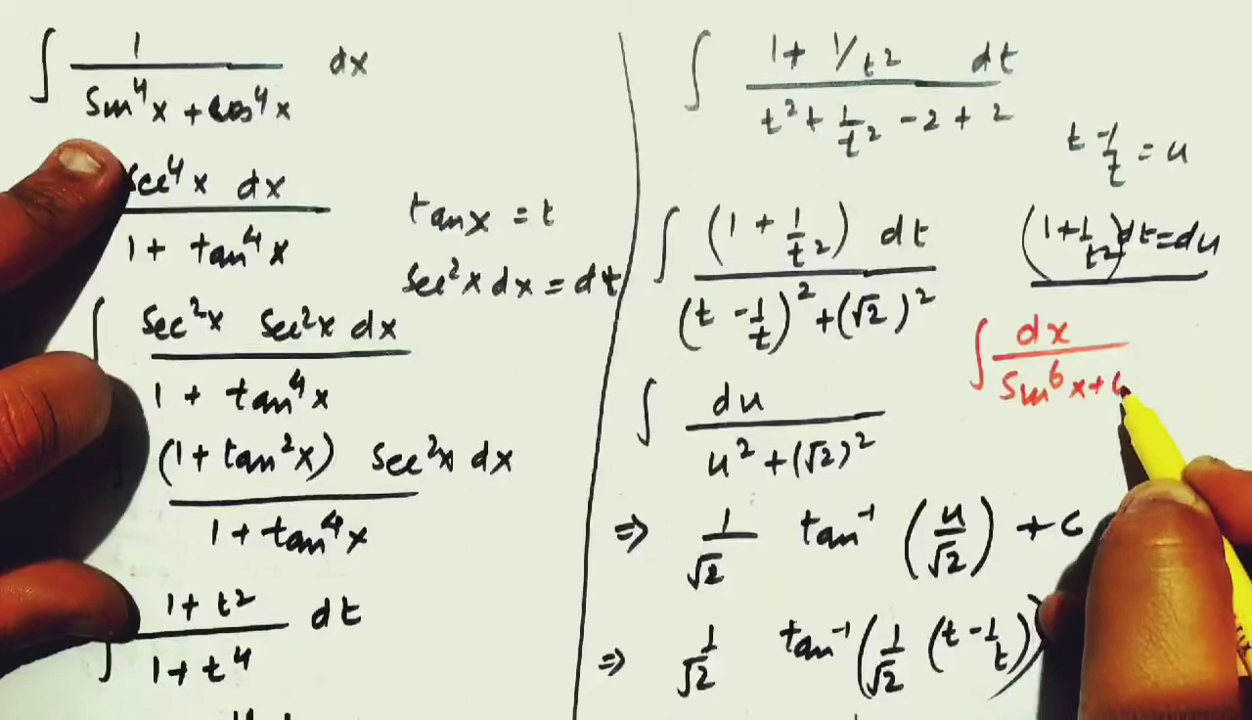 ∫ 1 / (sin⁴x + cos⁴x) dx
sec⁴x dx / (1 + tan⁴x)
tanx = t
sec²x dx = dt
∫ sec²x sec²x dx / (1 + tan⁴x)
(1 + tan²x) sec²x dx / (1 + tan⁴x)
∫ (1 + t²) / (1 + t⁴) dt
∫ (1 + 1/t²) dt / (t² + 1/t² - 2 + 2)
t - 1/t = u
(1 + 1/t²) dt = du
∫ (1 + 1/t²) dt / ((t - 1/t)² + (√2)²)
∫ dx / (sin⁶x +
∫ du / (u² + (√2)²)
⇒ 1/√2 tan⁻¹ (u/√2) + c
⇒ 1/√2 tan⁻¹ (1/√2 (t - 1/t))